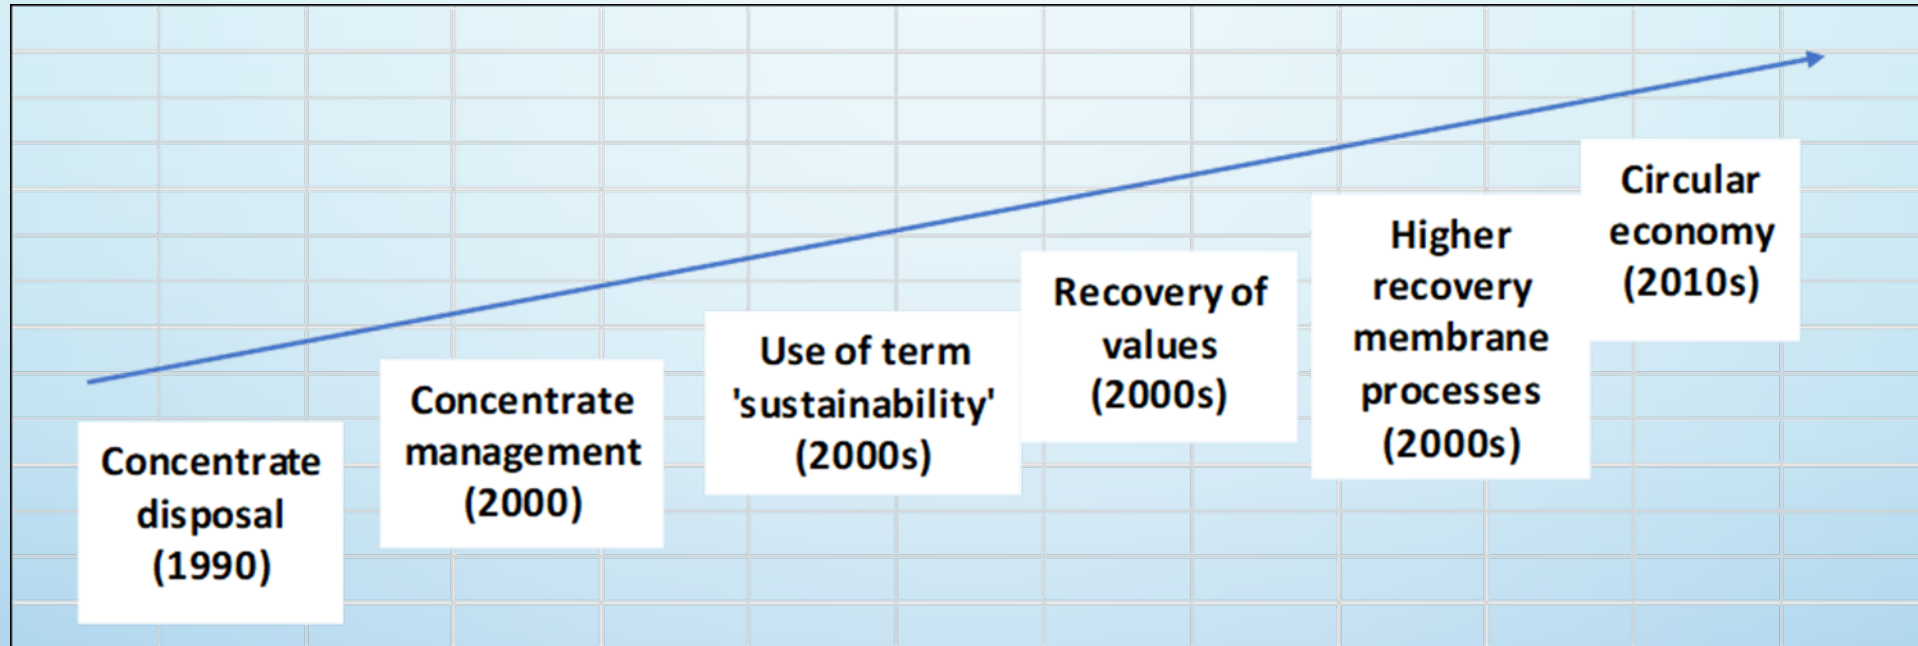 Concentrate
disposal
(1990)
Concentrate
management
(2000)
Use of term
'sustainability'
(2000s)
Recovery of
values
(2000s)
Higher
recovery
membrane
processes
(2000s)
Circular
economy
(2010s)